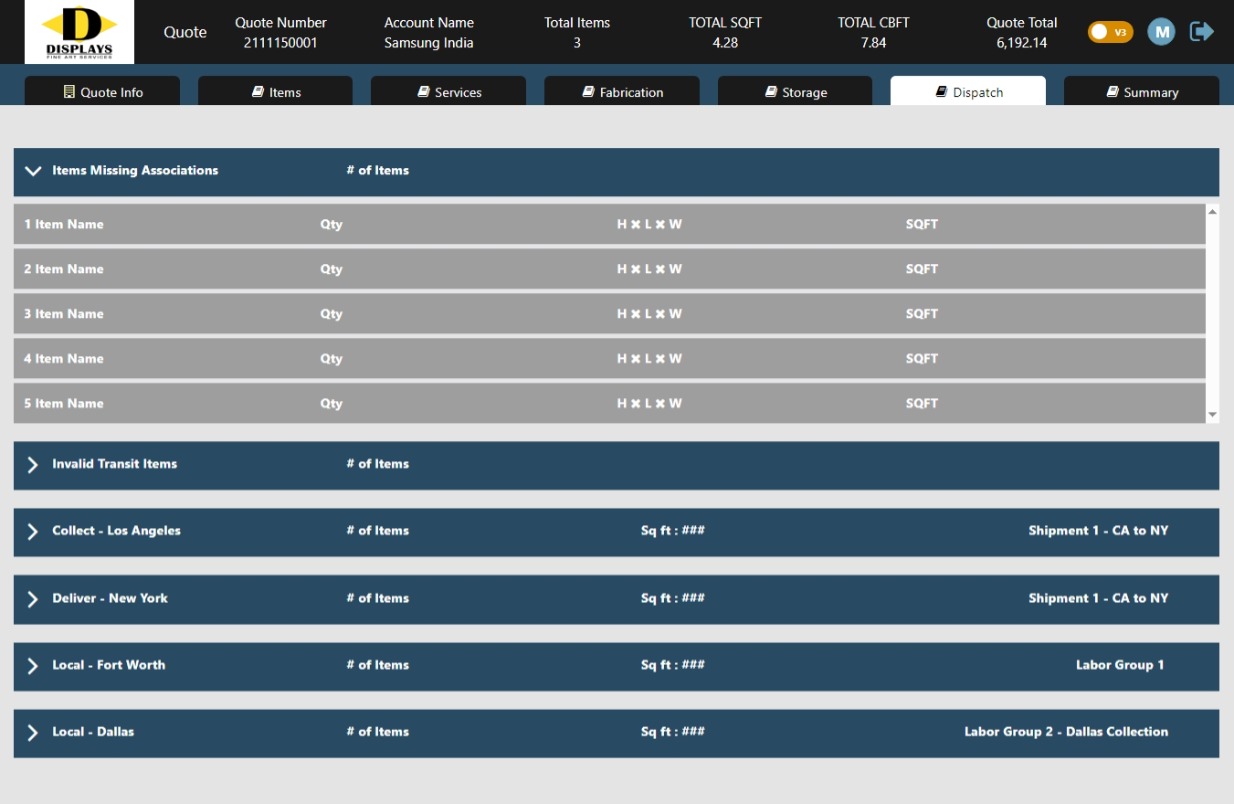 D
DISPLAYS
FINE ART SERVICES
Quote
Quote Number
2111150001
Account Name
Samsung India
Total Items
3
TOTAL SQFT
4.28
TOTAL CBFT
7.84
Quote Total
6,192.14
V3
M
Quote Info
Items
Services
Fabrication
Storage
Dispatch
Summary
Items Missing Associations # of Items
1 Item Name Qty H ✖ L ✖ W SQFT
2 Item Name Qty H ✖ L ✖ W SQFT
3 Item Name Qty H ✖ L ✖ W SQFT
4 Item Name Qty H ✖ L ✖ W SQFT
5 Item Name Qty H ✖ L ✖ W SQFT
Invalid Transit Items # of Items
Collect - Los Angeles # of Items Sq ft : ### Shipment 1 - CA to NY
Deliver - New York # of Items Sq ft : ### Shipment 1 - CA to NY
Local - Fort Worth # of Items Sq ft : ### Labor Group 1
Local - Dallas # of Items Sq ft : ### Labor Group 2 - Dallas Collection